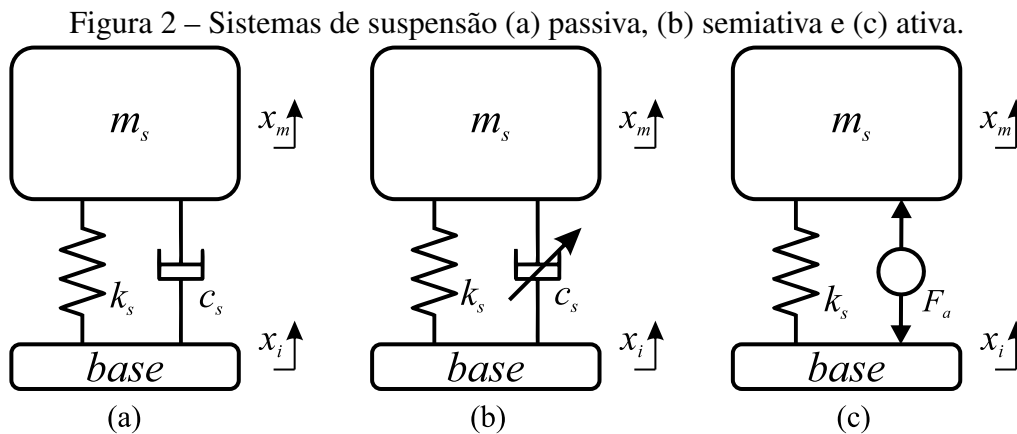 Figura 2 – Sistemas de suspensão (a) passiva, (b) semiativa e (c) ativa.
m_s x_m m_s x_m m_s x_m
k_s c_s k_s c_s k_s F_a
x_i x_i x_i
base base base
(a) (b) (c)